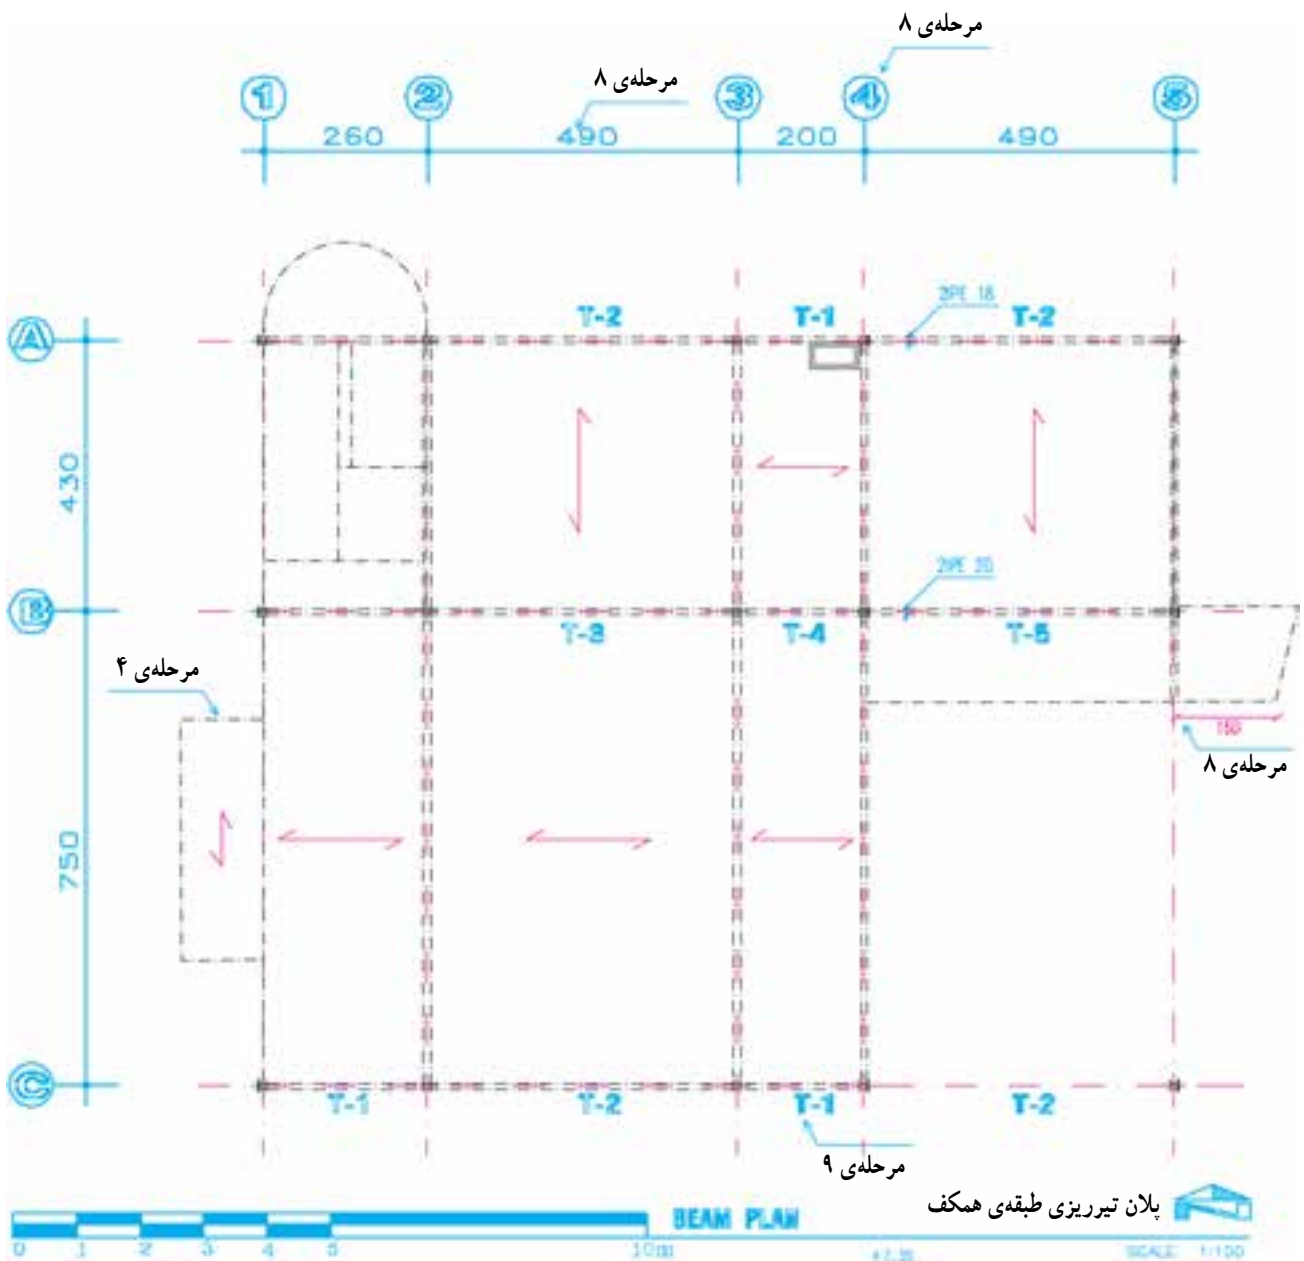 مرحله‌ی ۸
مرحله‌ی ۸
1 2 3 4 5
260 490 200 490
2IPE 18
T-2 T-1 T-2
A
430
2IPE 20
B
T-3 T-4 T-5
مرحله‌ی ۴
150
مرحله‌ی ۸
750
C
T-1 T-2 T-1 T-2
مرحله‌ی ۹
پلان تیرریزی طبقه‌ی همکف
BEAM PLAN
0 1 2 3 4 5 10.00
SCALE 1:100